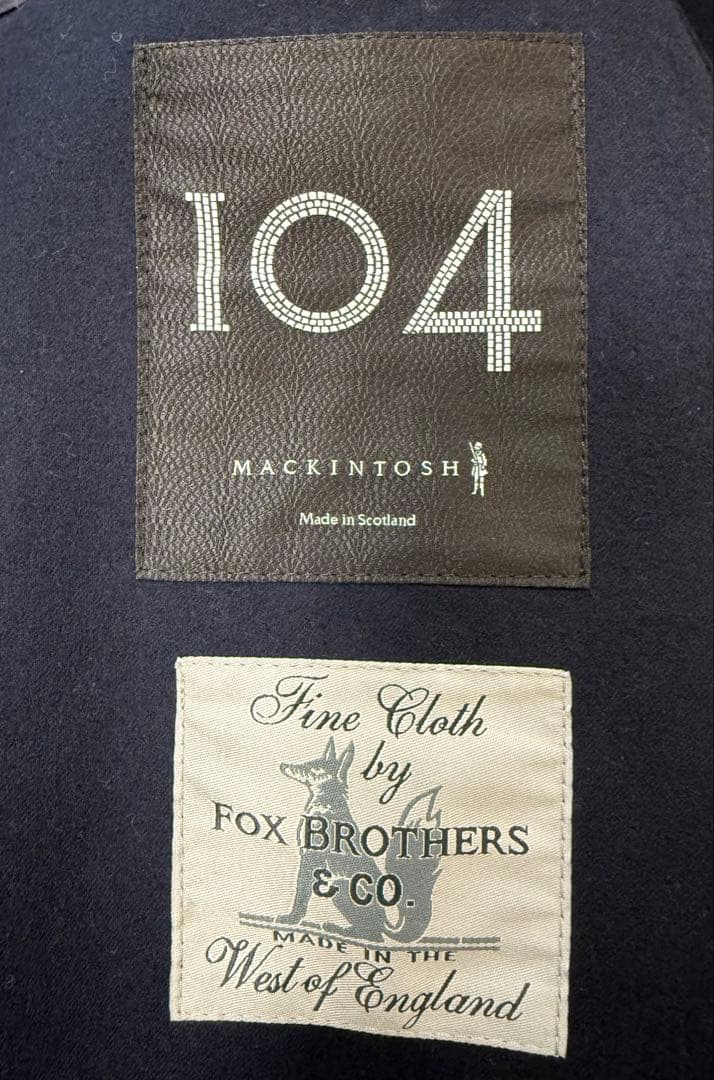 104
MACKINTOSH
Made in Scotland
Fine Cloth
by
FOX BROTHERS
& CO.
MADE IN THE
West of England